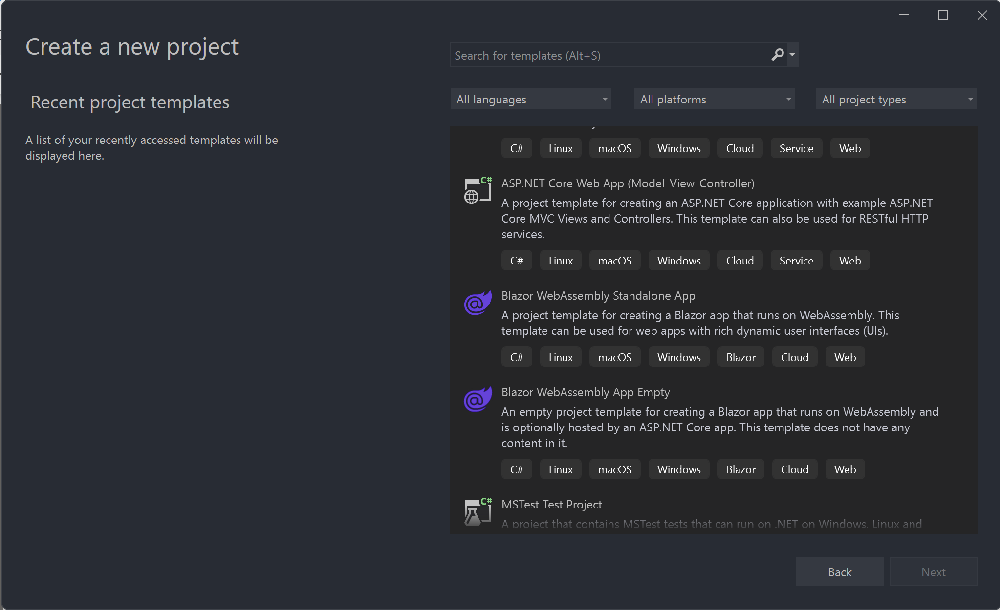 Create a new project
Search for templates (Alt+S)
Recent project templates
All languages
All platforms
All project types
A list of your recently accessed templates will be
displayed here.
C# Linux macOS Windows Cloud Service Web
C#
ASP.NET Core Web App (Model-View-Controller)
A project template for creating an ASP.NET Core application with example ASP.NET
Core MVC Views and Controllers. This template can also be used for RESTful HTTP
services.
C# Linux macOS Windows Cloud Service Web
Blazor WebAssembly Standalone App
A project template for creating a Blazor app that runs on WebAssembly. This
template can be used for web apps with rich dynamic user interfaces (UIs).
C# Linux macOS Windows Blazor Cloud Web
Blazor WebAssembly App Empty
An empty project template for creating a Blazor app that runs on WebAssembly and
is optionally hosted by an ASP.NET Core app. This template does not have any
content in it.
C# Linux macOS Windows Blazor Cloud Web
C#
MSTest Test Project
A project that contains MSTest tests that can run on .NET on Windows, Linux and
Back
Next